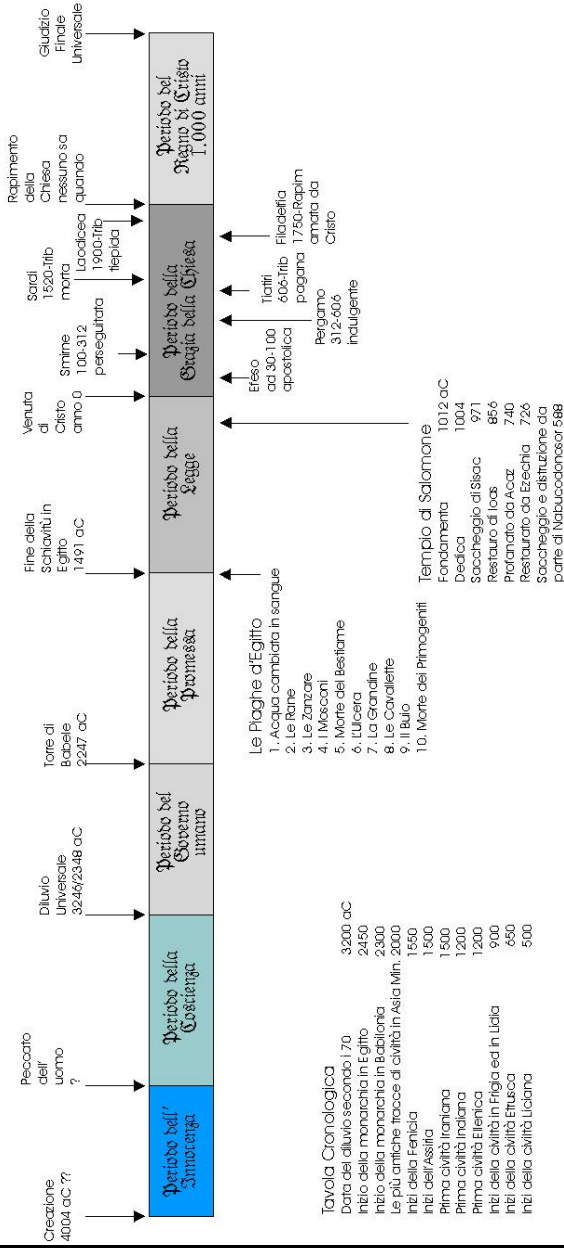 Creazione
4004 aC ??
Peccato
dell'
uomo
?
Diluvio
Universale
3246/2348 aC
Torre di
Babele
2247 aC
Fine della
Schiavitù in
Egitto
1491 aC
Venuta
di
Cristo
anno 0
Smirne
100-312
perseguitata
Sardi
1520-Trib
morta
Laodicea
1900-Trib
tiepida
Rapimento
della
Chiesa
nessuno sa
quando
Giudizio
Finale
Universale
Periodo dell'
Innocenza
Periodo della
Coscienza
Periodo del
Governo
umano
Periodo della
Promessa
Periodo della
Legge
Periodo della
Grazia della Chiesa
Periodo del
Regno di Cristo
1.000 anni
Efeso
ad 30-100
apostolica
Pergamo
312-606
indulgente
Tiatiri
606-Trib
pagana
Filadelfia
1750-Rapim
amata da
Cristo
Tavola Cronologica
Data del diluvio secondo i 70 3200 aC
Inizio della monarchia in Egitto 2450
Inizio della monarchia in Babilonia 2300
Le più antiche tracce di civiltà in Asia Min. 2000
Inizi della Fenicia 1550
Inizi dell'Assiria 1500
Prima civiltà Iraniana 1500
Prima civiltà Indiana 1200
Prima civiltà Ellenica 1200
Inizi della civiltà in Frigia ed in Lidia 900
Inizi della civiltà Etrusca 650
Inizi della civiltà Liciana 500
Le Piaghe d'Egitto
1. Acqua cambiata in sangue
2. Le Rane
3. Le Zanzare
4. I Mosconi
5. Morte del Bestiame
6. L'Ulcera
7. La Grandine
8. Le Cavallette
9. Il Buio
10. Morte dei Primogeniti
Tempio di Salomone
Fondamenta 1012 aC
Dedica 1004
Saccheggio di Sisac 971
Restauro di Ioas 856
Profanato da Acaz 740
Restaurato da Ezechia 726
Saccheggio e distruzione da
parte di Nabucodonosor 588